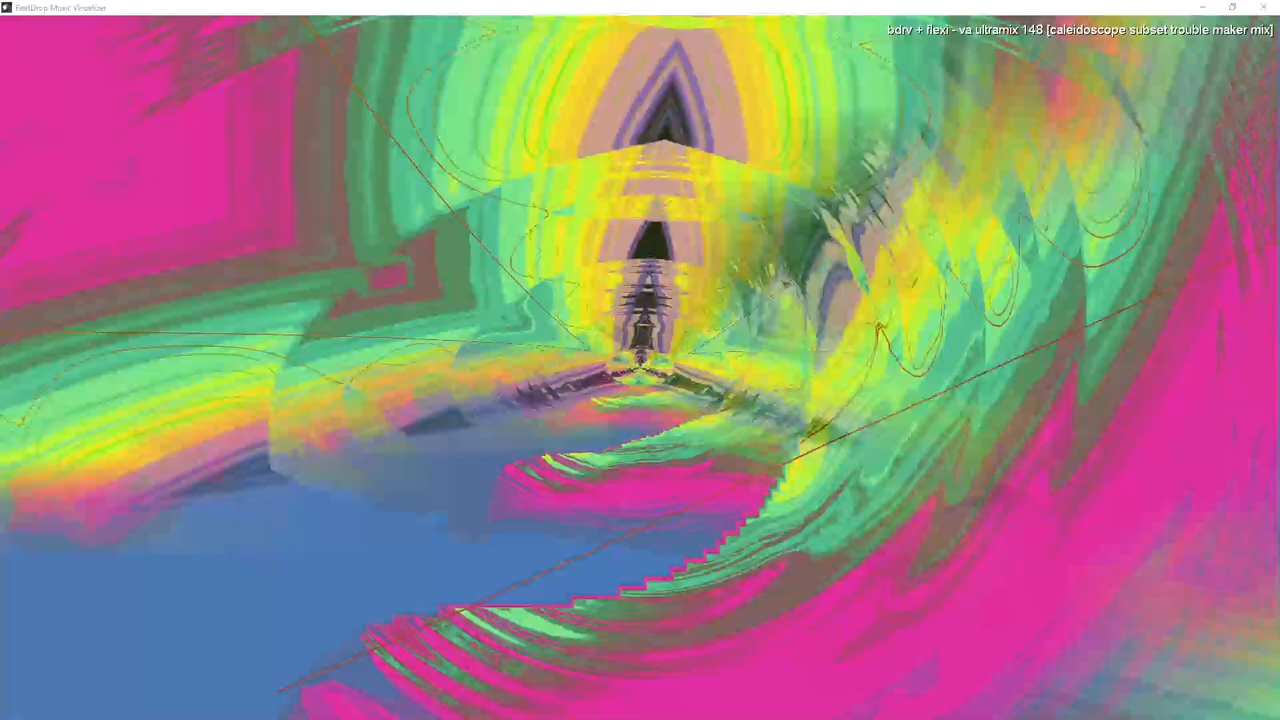 BeatDrop Music Visualizer
bdrv + flexi - va ultramix 148 [caleidoscope subset trouble maker mix]